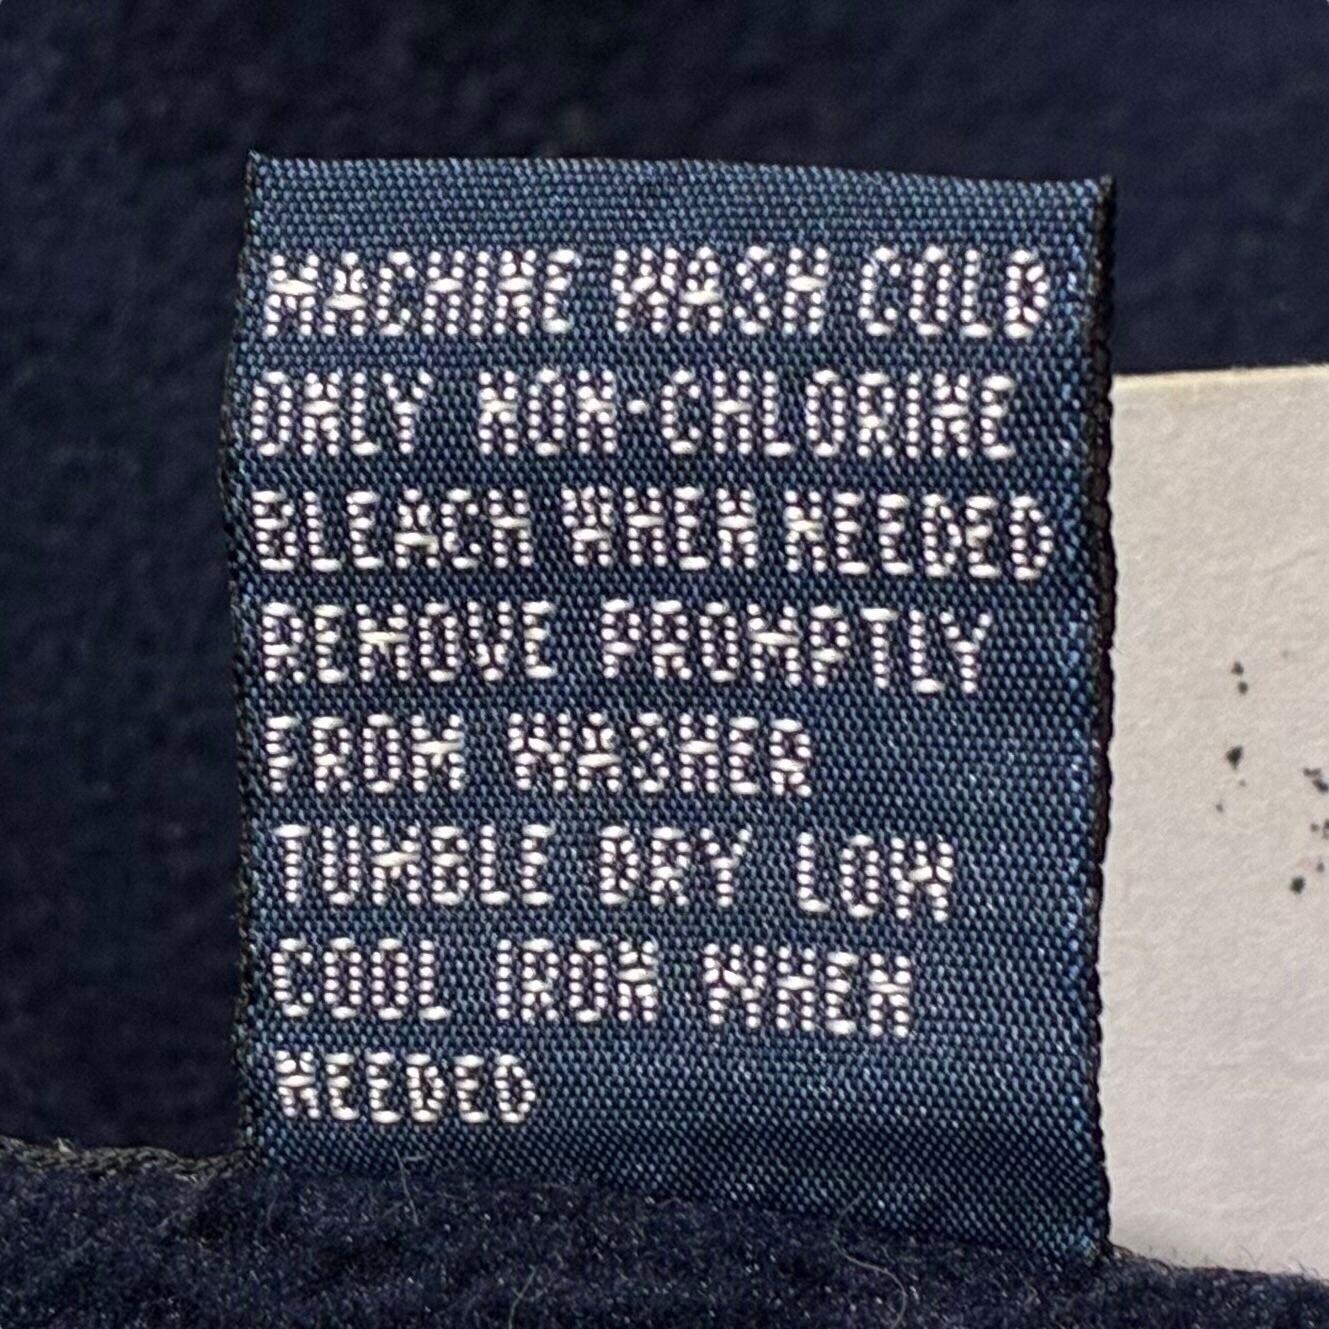 MACHINE WASH COLD
ONLY NON-CHLORINE
BLEACH WHEN NEEDED
REMOVE PROMPTLY
FROM WASHER
TUMBLE DRY LOW
COOL IRON WHEN
NEEDED